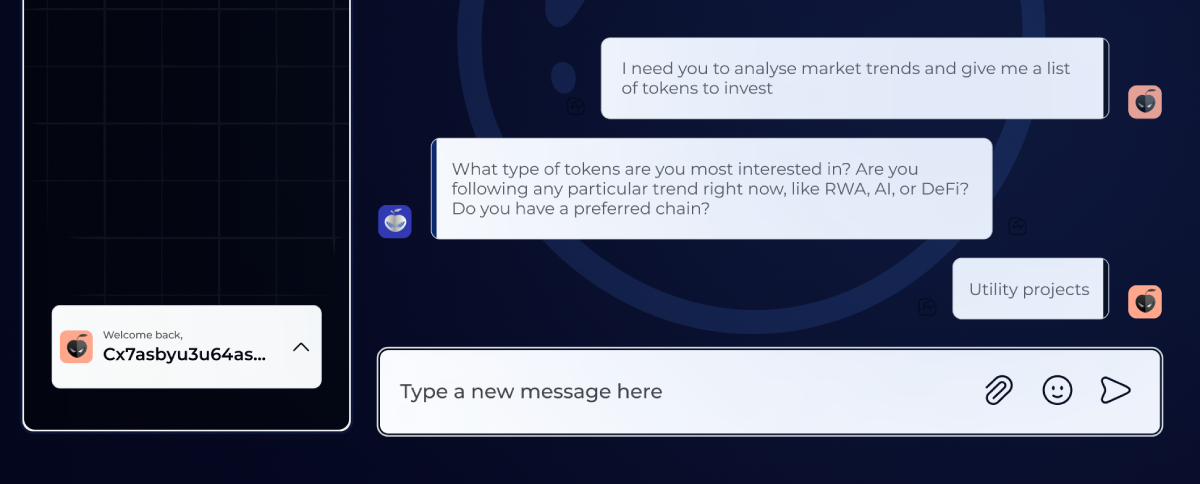 I need you to analyse market trends and give me a list
of tokens to invest
What type of tokens are you most interested in? Are you
following any particular trend right now, like RWA, AI, or DeFi?
Do you have a preferred chain?
Utility projects
Welcome back,
Cx7asbyu3u64as...
Type a new message here